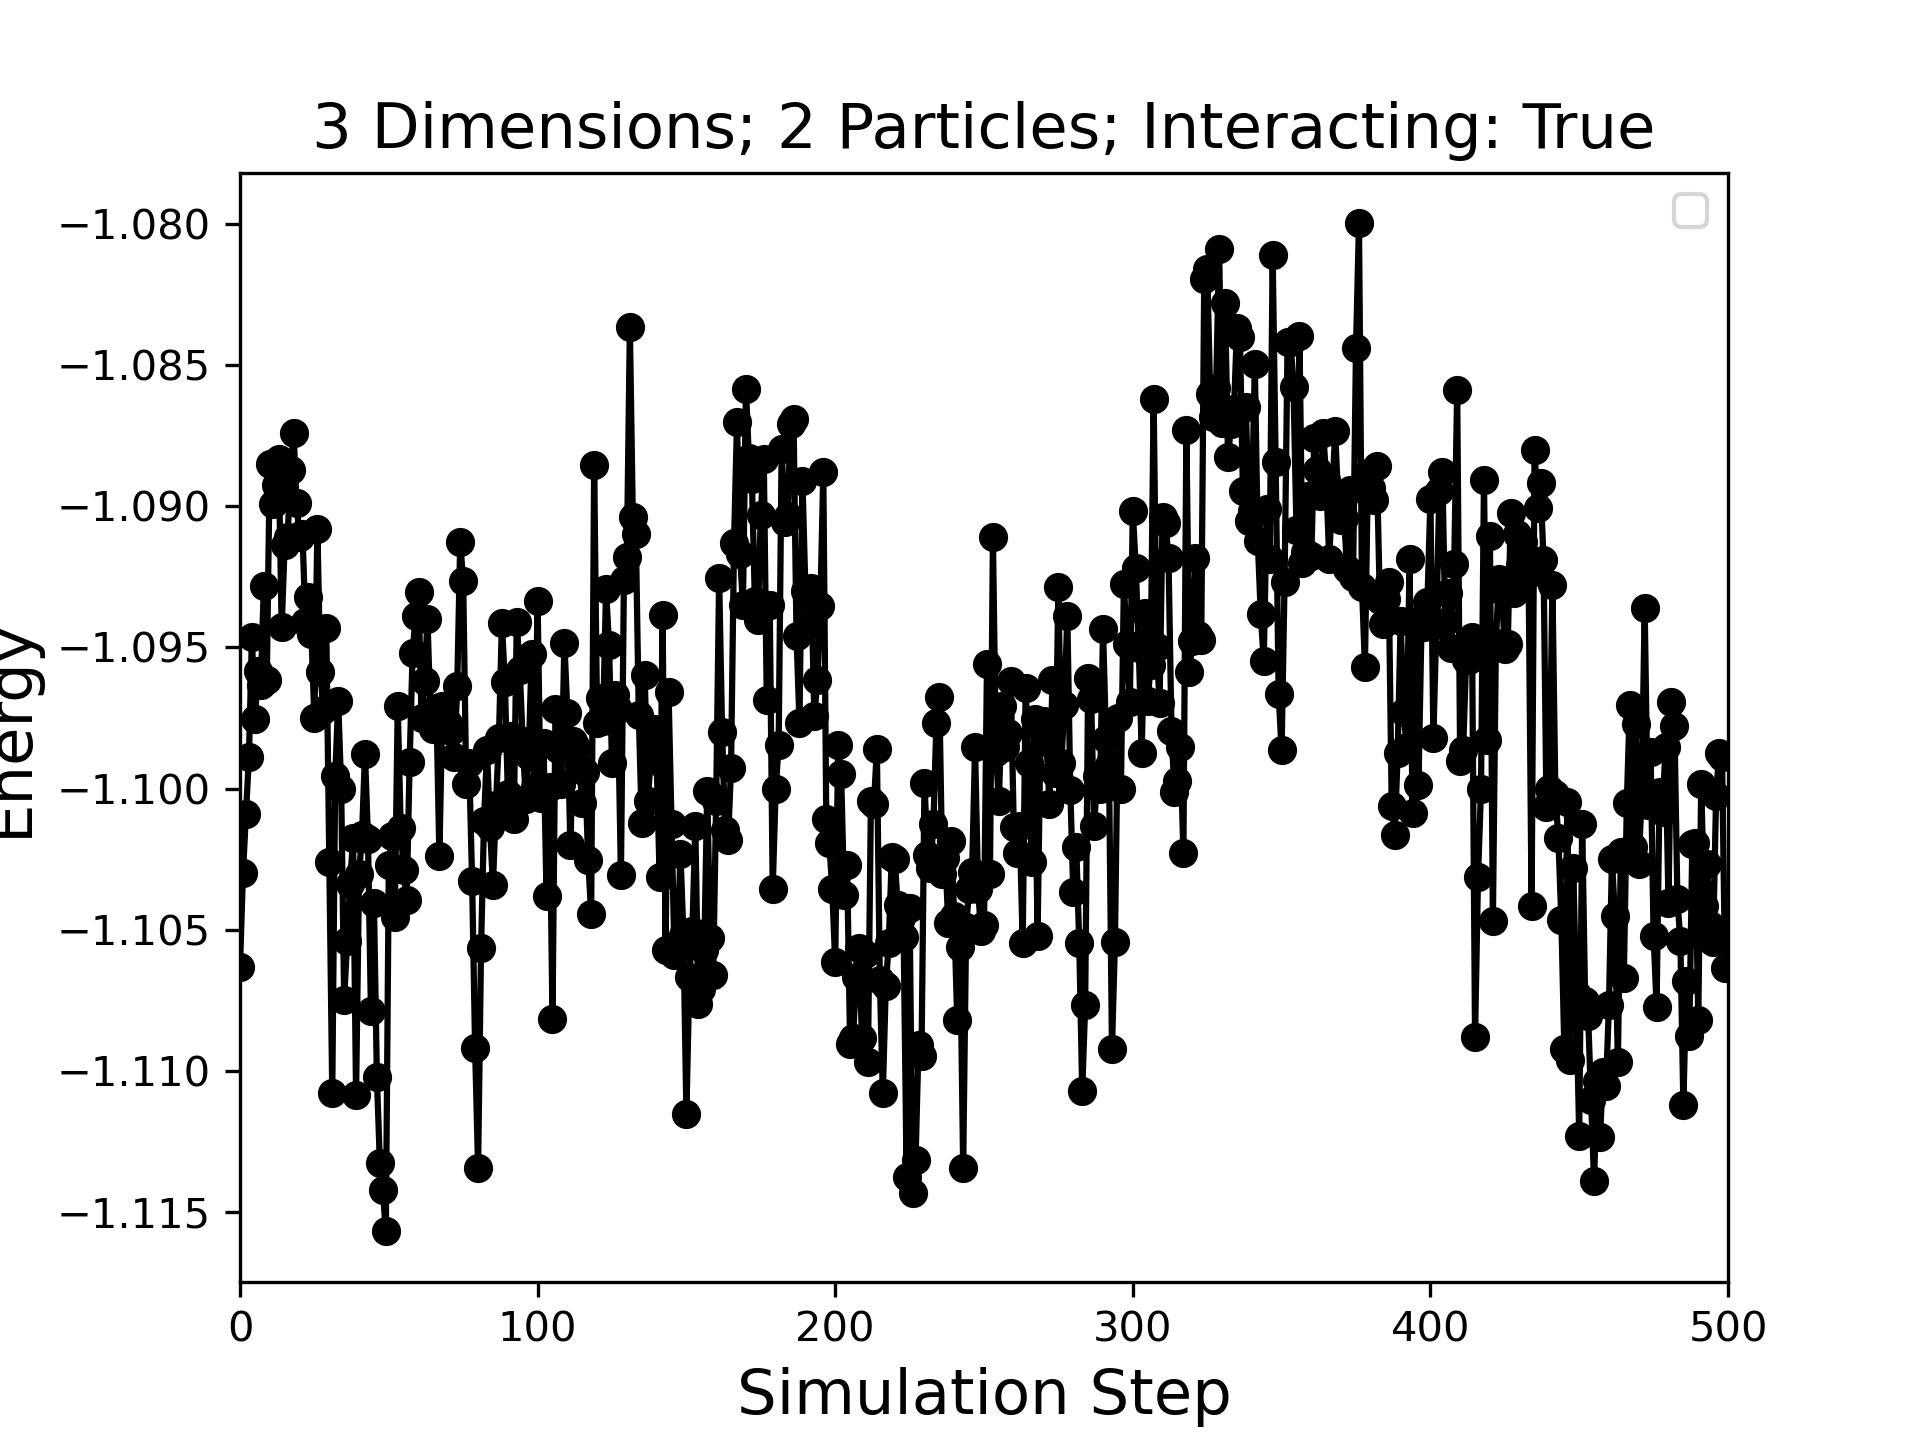 3 Dimensions; 2 Particles; Interacting: True
−1.080
−1.085
−1.090
−1.095
−1.100
−1.105
−1.110
−1.115
Energy
0 100 200 300 400 500
Simulation Step